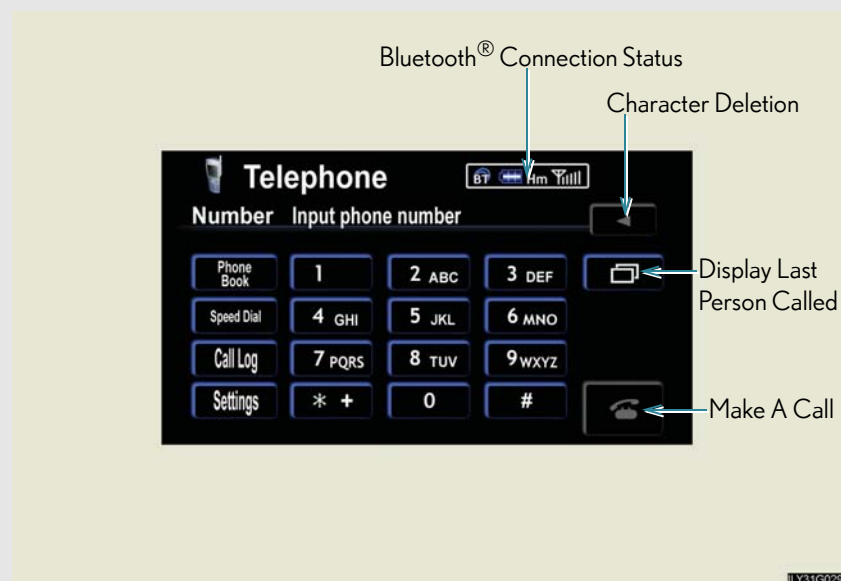 Bluetooth® Connection Status
Character Deletion
Telephone BT Hm
Number Input phone number
Phone Book 1 2 ABC 3 DEF
Display Last
Person Called
Speed Dial 4 GHI 5 JKL 6 MNO
Call Log 7 PQRS 8 TUV 9 WXYZ
Settings * + 0 #
Make A Call
ILY31G029